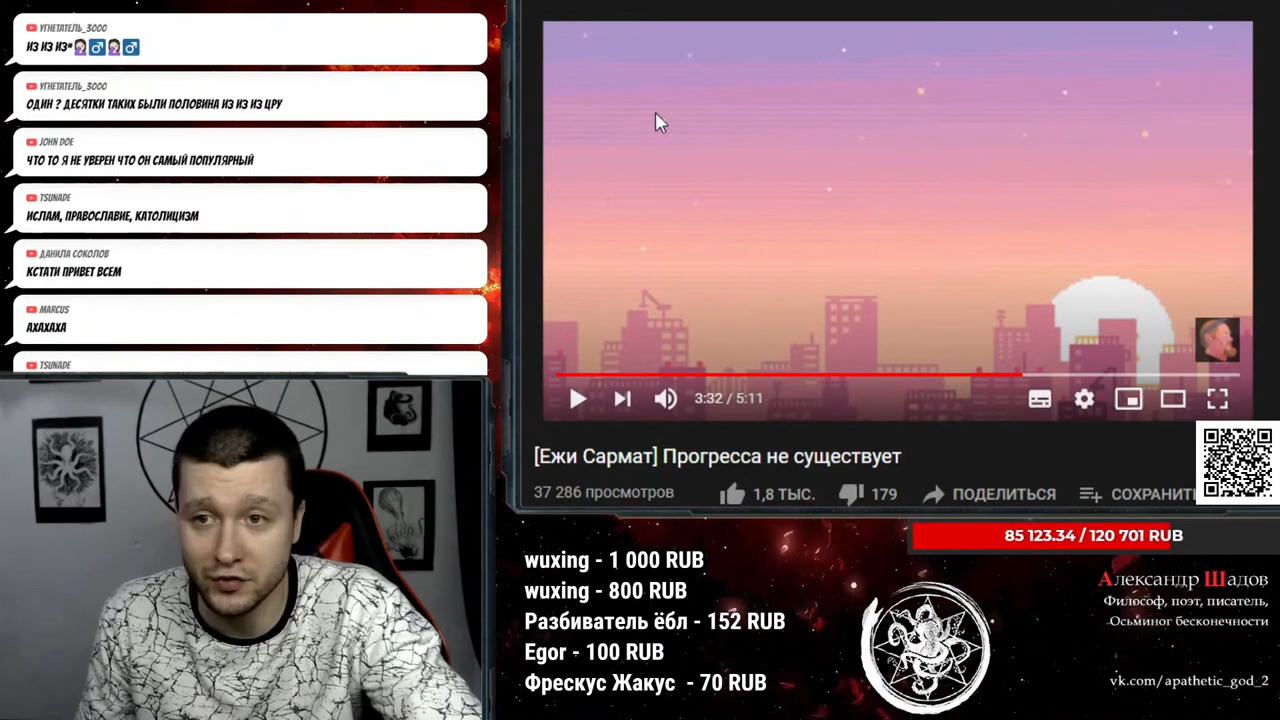 УГНЕТАТЕЛЬ_3000
ИЗ ИЗ ИЗ*
УГНЕТАТЕЛЬ_3000
ОДИН ? ДЕСЯТКИ ТАКИХ БЫЛИ ПОЛОВИНА ИЗ ИЗ ИЗ ЦРУ
JOHN DOE
ЧТО ТО Я НЕ УВЕРЕН ЧТО ОН САМЫЙ ПОПУЛЯРНЫЙ
TSUNADE
ИСЛАМ, ПРАВОСЛАВИЕ, КАТОЛИЦИЗМ
ДАНИЛА СОКОЛОВ
КСТАТИ ПРИВЕТ ВСЕМ
MARCUS
АХАХАХА
TSUNADE
3:32 / 5:11
[Ежи Сармат] Прогресса не существует
37 286 просмотров
1,8 ТЫС.
179
ПОДЕЛИТЬСЯ
СОХРАНИТЬ
85 123.34 / 120 701 RUB
wuxing - 1 000 RUB
wuxing - 800 RUB
Разбиватель ёбл - 152 RUB
Egor - 100 RUB
Фрескус Жакус - 70 RUB
Александр Шадов
Философ, поэт, писатель,
Осьминог бесконечности
vk.com/apathetic_god_2